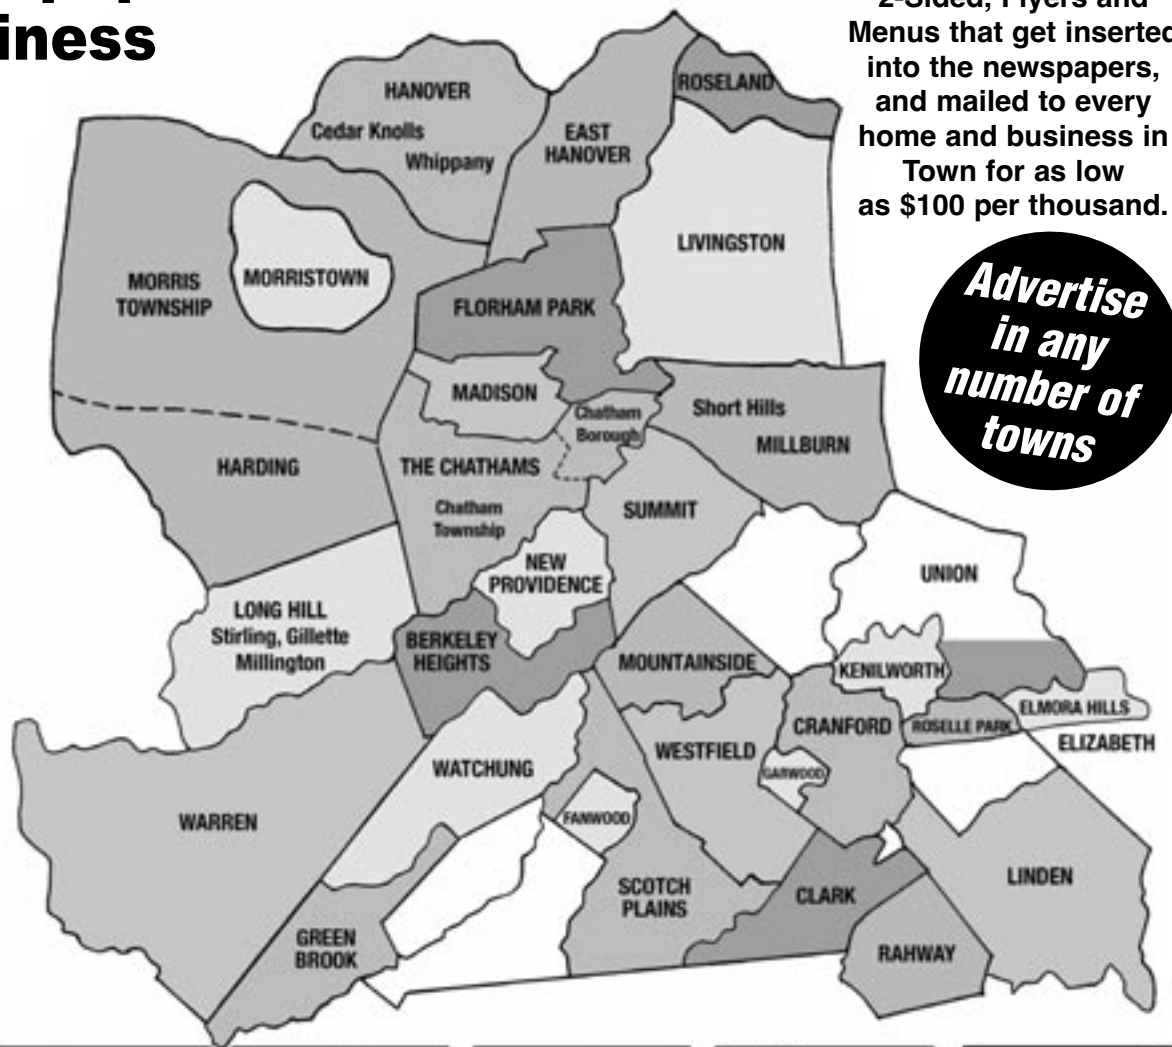 iness
2-Sided, Flyers and
Menus that get inserted
into the newspapers,
and mailed to every
home and business in
Town for as low
as $100 per thousand.
Advertise
in any
number of
towns
HANOVER
Cedar Knolls
Whippany
EAST
HANOVER
ROSELAND
LIVINGSTON
MORRIS
TOWNSHIP
MORRISTOWN
FLORHAM PARK
MADISON
Chatham
Borough
Short Hills
MILLBURN
HARDING
THE CHATHAMS
Chatham
Township
SUMMIT
NEW
PROVIDENCE
UNION
LONG HILL
Stirling, Gillette
Millington
BERKELEY
HEIGHTS
MOUNTAINSIDE
KENILWORTH
ELMORA HILLS
ROSELLE PARK
ELIZABETH
CRANFORD
WESTFIELD
GARWOOD
WATCHUNG
WARREN
FANWOOD
LINDEN
SCOTCH
PLAINS
CLARK
GREEN
BROOK
RAHWAY